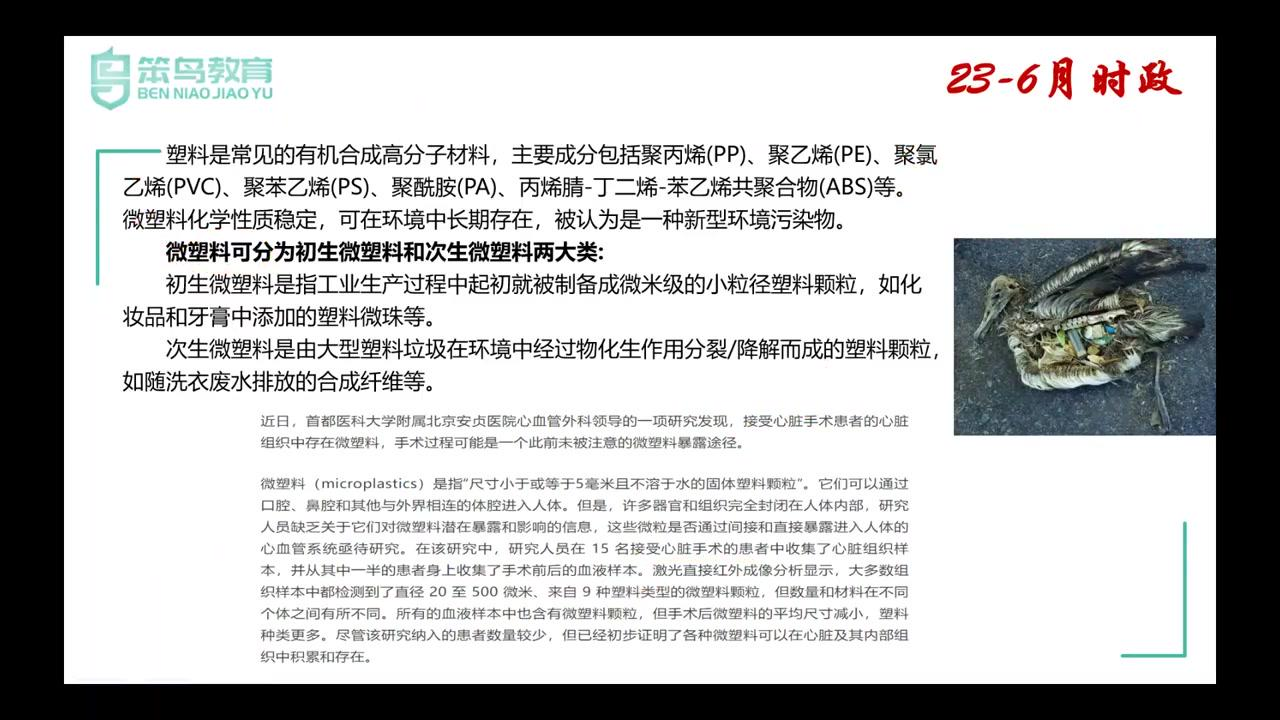 笨鸟教育
BEN NIAO JIAO YU
23-6月时政
塑料是常见的有机合成高分子材料，主要成分包括聚丙烯(PP)、聚乙烯(PE)、聚氯
乙烯(PVC)、聚苯乙烯(PS)、聚酰胺(PA)、丙烯腈-丁二烯-苯乙烯共聚合物(ABS)等。
微塑料化学性质稳定，可在环境中长期存在，被认为是一种新型环境污染物。
微塑料可分为初生微塑料和次生微塑料两大类:
初生微塑料是指工业生产过程中起初就被制备成微米级的小粒径塑料颗粒，如化
妆品和牙膏中添加的塑料微珠等。
次生微塑料是由大型塑料垃圾在环境中经过物化生作用分裂/降解而成的塑料颗粒，
如随洗衣废水排放的合成纤维等。
近日，首都医科大学附属北京安贞医院心血管外科领导的一项研究发现，接受心脏手术患者的心脏
组织中存在微塑料，手术过程可能是一个此前未被注意的微塑料暴露途径。
微塑料（microplastics）是指“尺寸小于或等于5毫米且不溶于水的固体塑料颗粒”。它们可以通过
口腔、鼻腔和其他与外界相连的体腔进入人体。但是，许多器官和组织完全封闭在人体内部，研究
人员缺乏关于它们对微塑料潜在暴露和影响的信息，这些微粒是否通过间接和直接暴露进入人体的
心血管系统亟待研究。在该研究中，研究人员在 15 名接受心脏手术的患者中收集了心脏组织样
本，并从其中一半的患者身上收集了手术前后的血液样本。激光直接红外成像分析显示，大多数组
织样本中都检测到了直径 20 至 500 微米、来自 9 种塑料类型的微塑料颗粒，但数量和材料在不同
个体之间有所不同。所有的血液样本中也含有微塑料颗粒，但手术后微塑料的平均尺寸减小，塑料
种类更多。尽管该研究纳入的患者数量较少，但已经初步证明了各种微塑料可以在心脏及其内部组
织中积累和存在。